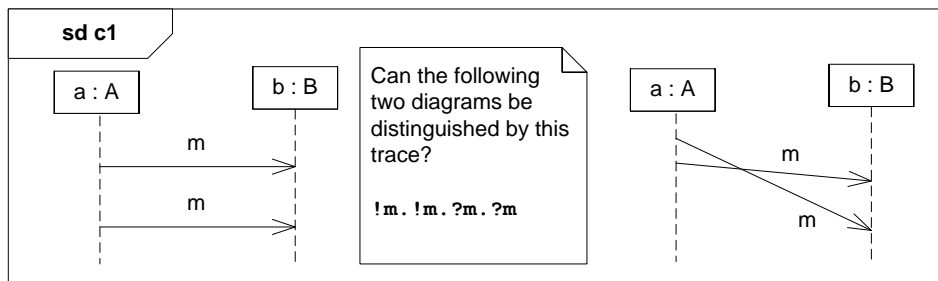 sd c1
a : A
b : B
m
m
Can the following
two diagrams be
distinguished by this
trace?
!m.!m.?m.?m
a : A
b : B
m
m